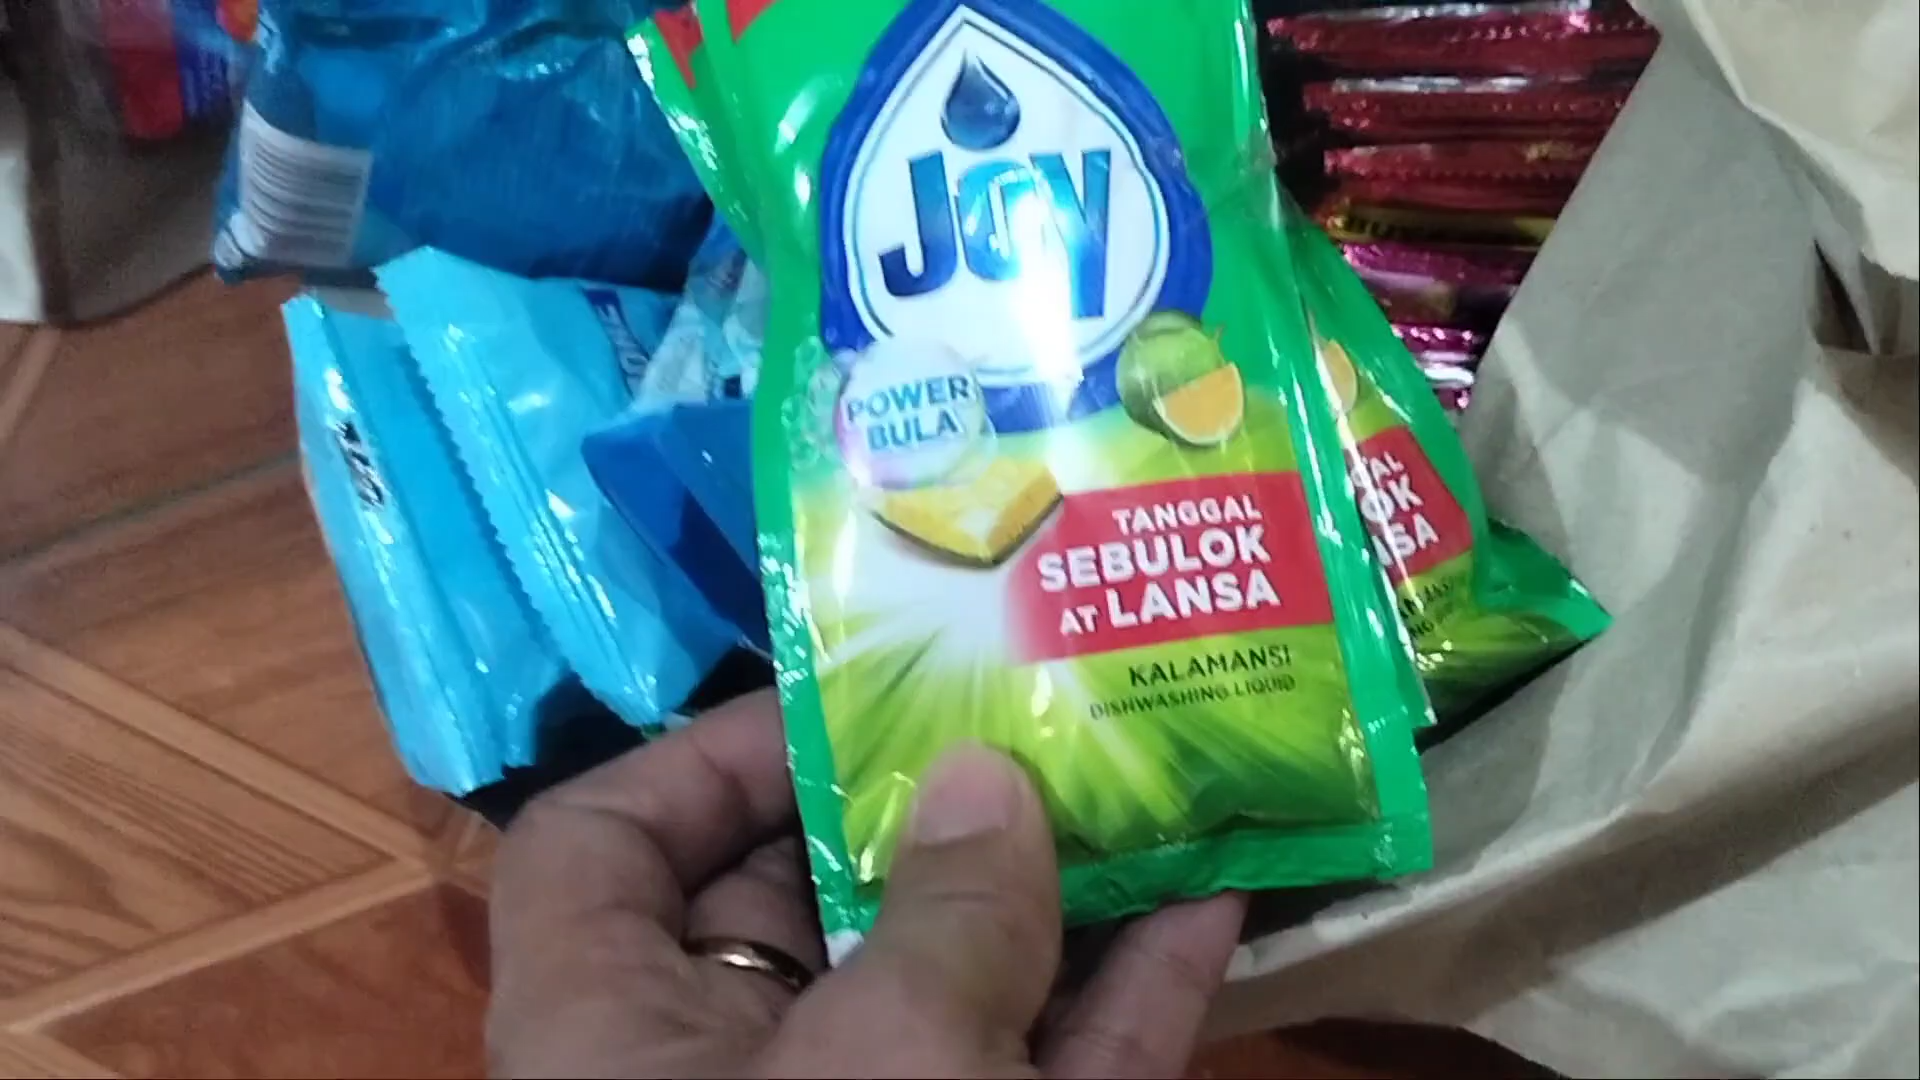 JOY
POWER
BULA
TANGGAL
SEBULOK
AT LANSA
KALAMANSI
DISHWASHING LIQUID